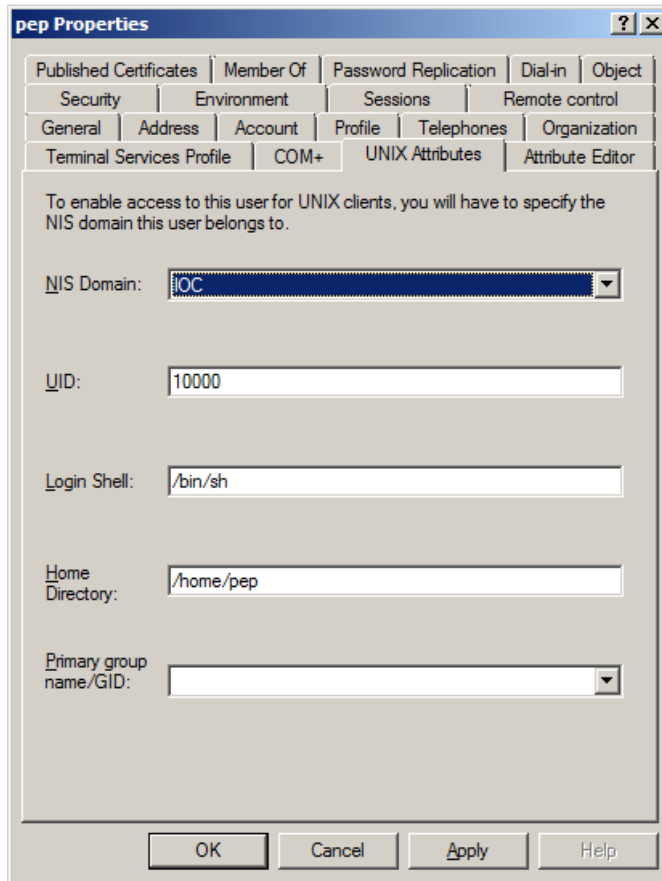 pep Properties
Published Certificates Member Of Password Replication Dial-in Object
Security Environment Sessions Remote control
General Address Account Profile Telephones Organization
Terminal Services Profile COM+ UNIX Attributes Attribute Editor
To enable access to this user for UNIX clients, you will have to specify the
NIS domain this user belongs to.
NIS Domain: IOC
UID: 10000
Login Shell: /bin/sh
Home
Directory: /home/pep
Primary group
name/GID:
OK Cancel Apply Help